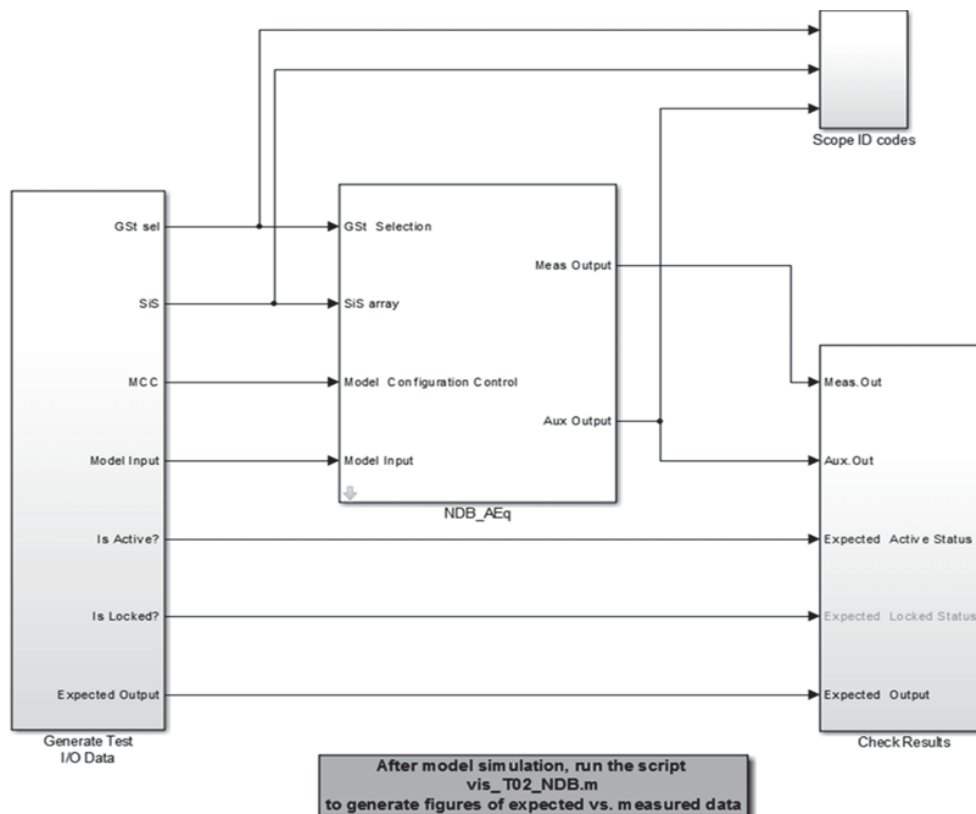 Scope ID codes
GSt sel
SiS
MCC
Model Input
Is Active?
Is Locked?
Expected Output
Generate Test
I/O Data
GSt Selection
SiS array
Model Configuration Control
Model Input
Meas Output
Aux Output
NDB_AEq
Meas.Out
Aux.Out
Expected Active Status
Expected Locked Status
Expected Output
Check Results
After model simulation, run the script
vis_T02_NDB.m
to generate figures of expected vs. measured data